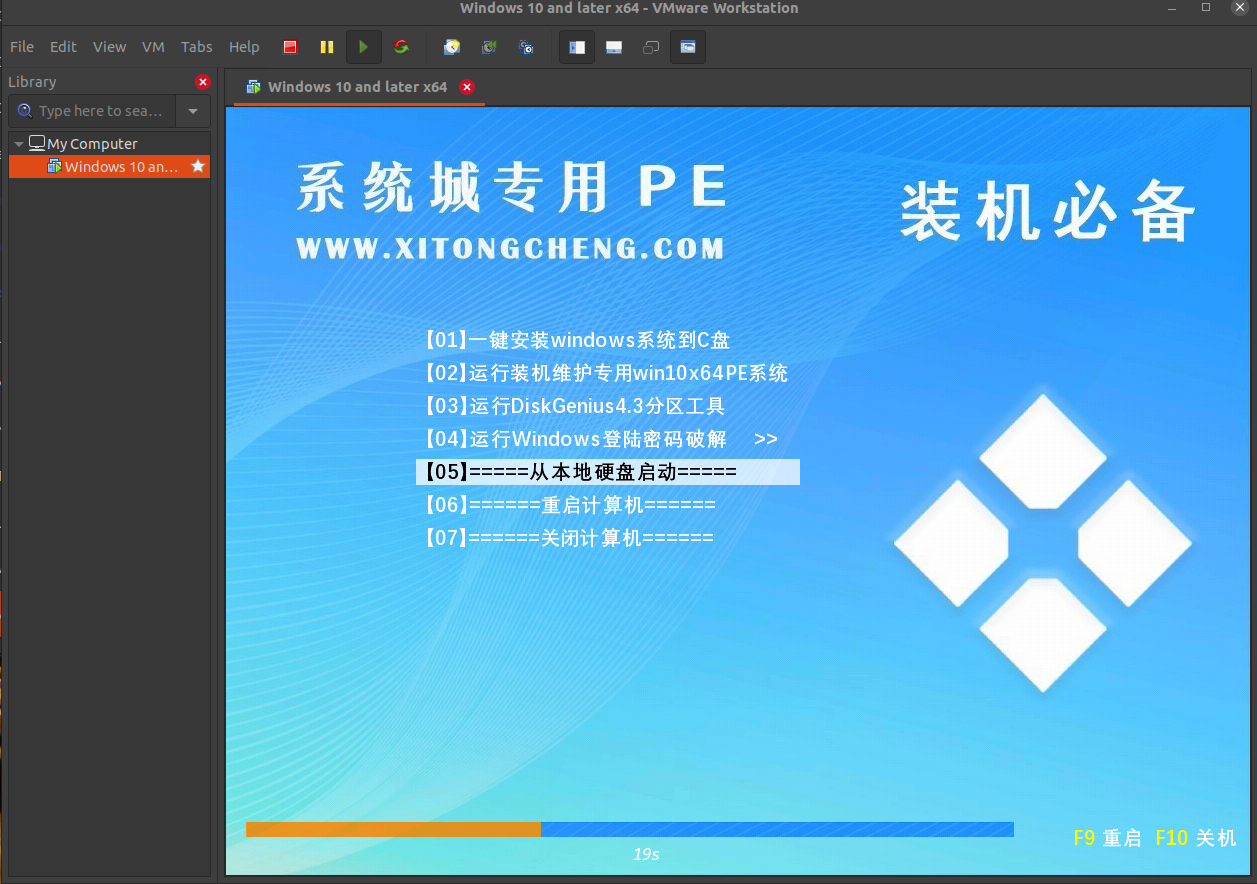 Windows 10 and later x64 - VMware Workstation
File Edit View VM Tabs Help
Library
Windows 10 and later x64
Type here to sea...
My Computer
Windows 10 an...
系统城专用PE
WWW.XITONGCHENG.COM
装机必备
【01】一键安装windows系统到C盘
【02】运行装机维护专用win10x64PE系统
【03】运行DiskGenius4.3分区工具
【04】运行Windows登陆密码破解 >>
【05】=====从本地硬盘启动=====
【06】======重启计算机======
【07】======关闭计算机======
19s
F9 重启 F10 关机